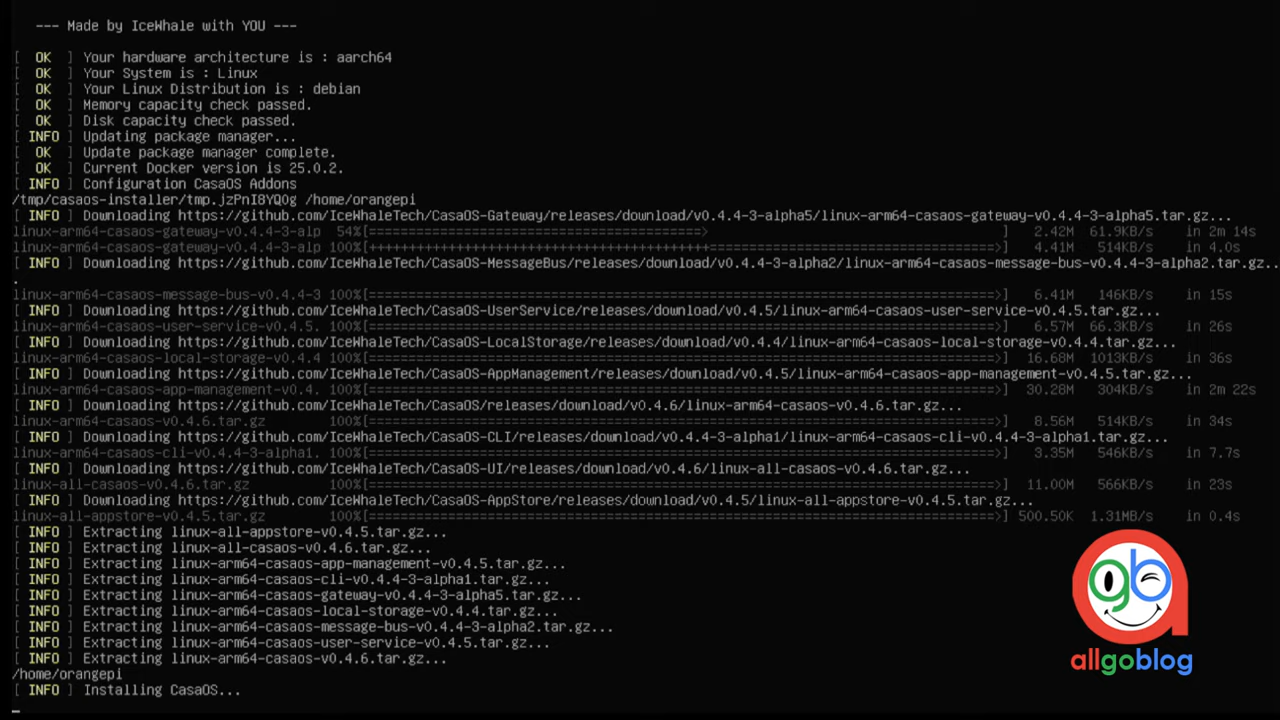 --- Made by IceWhale with YOU ---
[ OK ] Your hardware architecture is : aarch64
[ OK ] Your System is : Linux
[ OK ] Your Linux Distribution is : debian
[ OK ] Memory capacity check passed.
[ OK ] Disk capacity check passed.
[ INFO ] Updating package manager...
[ OK ] Update package manager complete.
[ OK ] Current Docker version is 25.0.2.
[ INFO ] Configuration CasaOS Addons
/tmp/casaos-installer/tmp.jzPnI8YQ0g /home/orangepi
[ INFO ] Downloading https://github.com/IceWhaleTech/CasaOS-Gateway/releases/download/v0.4.4-3-alpha5/linux-arm64-casaos-gateway-v0.4.4-3-alpha5.tar.gz...
linux-arm64-casaos-gateway-v0.4.4-3-alp 54%[==========================================> ] 2.42M 61.9KB/s in 2m 14s
linux-arm64-casaos-gateway-v0.4.4-3-alp 100%[+++++++++++++++++++++++++++++++++++++++++++====================================>] 4.41M 514KB/s in 4.0s
[ INFO ] Downloading https://github.com/IceWhaleTech/CasaOS-MessageBus/releases/download/v0.4.4-3-alpha2/linux-arm64-casaos-message-bus-v0.4.4-3-alpha2.tar.gz..
.
linux-arm64-casaos-message-bus-v0.4.4-3 100%[===============================================================================>] 6.41M 146KB/s in 15s
[ INFO ] Downloading https://github.com/IceWhaleTech/CasaOS-UserService/releases/download/v0.4.5/linux-arm64-casaos-user-service-v0.4.5.tar.gz...
linux-arm64-casaos-user-service-v0.4.5. 100%[===============================================================================>] 6.57M 66.3KB/s in 26s
[ INFO ] Downloading https://github.com/IceWhaleTech/CasaOS-LocalStorage/releases/download/v0.4.4/linux-arm64-casaos-local-storage-v0.4.4.tar.gz...
linux-arm64-casaos-local-storage-v0.4.4 100%[===============================================================================>] 16.68M 1013KB/s in 36s
[ INFO ] Downloading https://github.com/IceWhaleTech/CasaOS-AppManagement/releases/download/v0.4.5/linux-arm64-casaos-app-management-v0.4.5.tar.gz...
linux-arm64-casaos-app-management-v0.4. 100%[===============================================================================>] 30.28M 304KB/s in 2m 22s
[ INFO ] Downloading https://github.com/IceWhaleTech/CasaOS/releases/download/v0.4.6/linux-arm64-casaos-v0.4.6.tar.gz...
linux-arm64-casaos-v0.4.6.tar.gz 100%[===============================================================================>] 8.56M 514KB/s in 34s
[ INFO ] Downloading https://github.com/IceWhaleTech/CasaOS-CLI/releases/download/v0.4.4-3-alpha1/linux-arm64-casaos-cli-v0.4.4-3-alpha1.tar.gz...
linux-arm64-casaos-cli-v0.4.4-3-alpha1. 100%[===============================================================================>] 3.35M 546KB/s in 7.7s
[ INFO ] Downloading https://github.com/IceWhaleTech/CasaOS-UI/releases/download/v0.4.6/linux-all-casaos-v0.4.6.tar.gz...
linux-all-casaos-v0.4.6.tar.gz 100%[===============================================================================>] 11.00M 566KB/s in 23s
[ INFO ] Downloading https://github.com/IceWhaleTech/CasaOS-AppStore/releases/download/v0.4.5/linux-all-appstore-v0.4.5.tar.gz...
linux-all-appstore-v0.4.5.tar.gz 100%[===============================================================================>] 500.50K 1.31MB/s in 0.4s
[ INFO ] Extracting linux-all-appstore-v0.4.5.tar.gz...
[ INFO ] Extracting linux-all-casaos-v0.4.6.tar.gz...
[ INFO ] Extracting linux-arm64-casaos-app-management-v0.4.5.tar.gz...
[ INFO ] Extracting linux-arm64-casaos-cli-v0.4.4-3-alpha1.tar.gz...
[ INFO ] Extracting linux-arm64-casaos-gateway-v0.4.4-3-alpha5.tar.gz...
[ INFO ] Extracting linux-arm64-casaos-local-storage-v0.4.4.tar.gz...
[ INFO ] Extracting linux-arm64-casaos-message-bus-v0.4.4-3-alpha2.tar.gz...
[ INFO ] Extracting linux-arm64-casaos-user-service-v0.4.5.tar.gz...
[ INFO ] Extracting linux-arm64-casaos-v0.4.6.tar.gz...
/home/orangepi
[ INFO ] Installing CasaOS...
gb
allgoblog